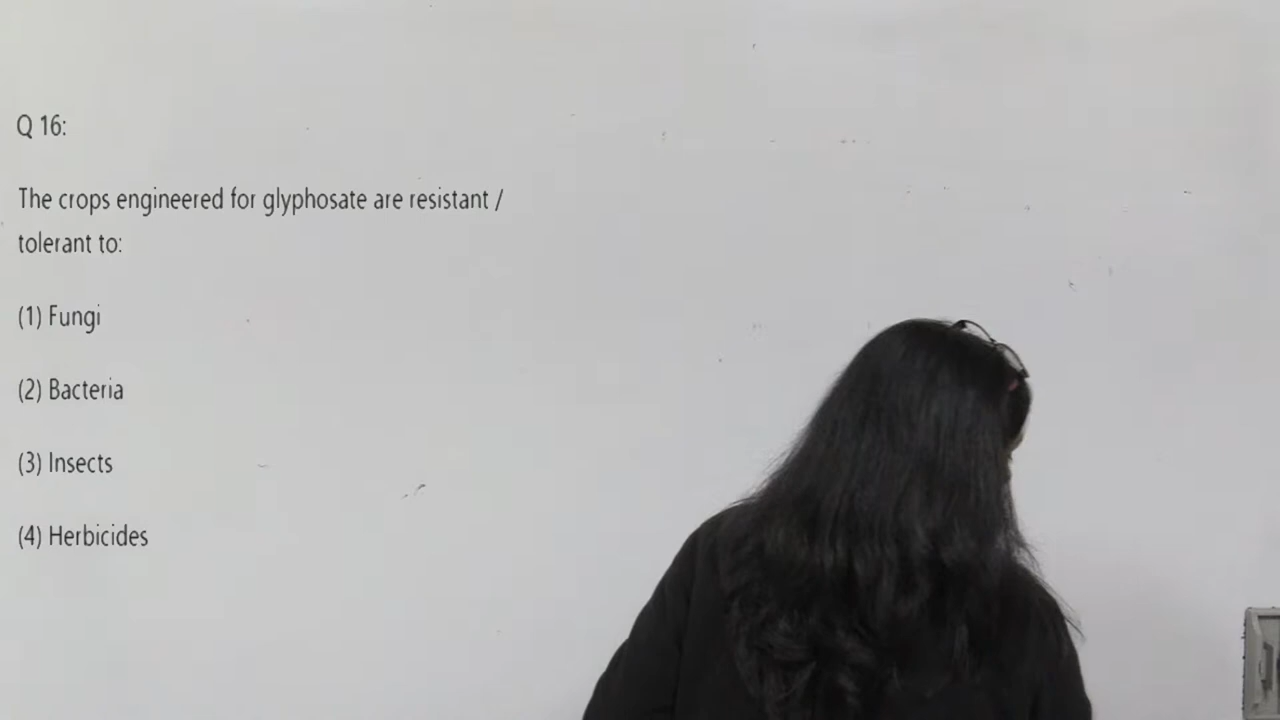 Q 16:
The crops engineered for glyphosate are resistant /
tolerant to:
(1) Fungi
(2) Bacteria
(3) Insects
(4) Herbicides